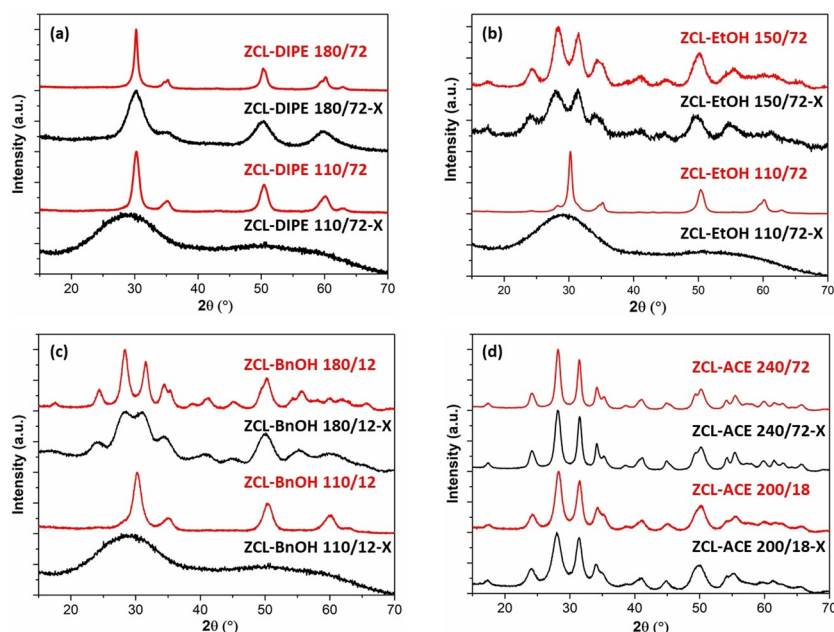 (a)
ZCL-DIPE 180/72
ZCL-DIPE 180/72-X
ZCL-DIPE 110/72
ZCL-DIPE 110/72-X
Intensity (a.u.)
20 30 40 50 60 70
2θ (°)
(b)
ZCL-EtOH 150/72
ZCL-EtOH 150/72-X
ZCL-EtOH 110/72
ZCL-EtOH 110/72-X
Intensity (a.u.)
20 30 40 50 60 70
2θ (°)
(c)
ZCL-BnOH 180/12
ZCL-BnOH 180/12-X
ZCL-BnOH 110/12
ZCL-BnOH 110/12-X
Intensity (a.u.)
20 30 40 50 60 70
2θ (°)
(d)
ZCL-ACE 240/72
ZCL-ACE 240/72-X
ZCL-ACE 200/18
ZCL-ACE 200/18-X
Intensity (a.u.)
20 30 40 50 60 70
2θ (°)